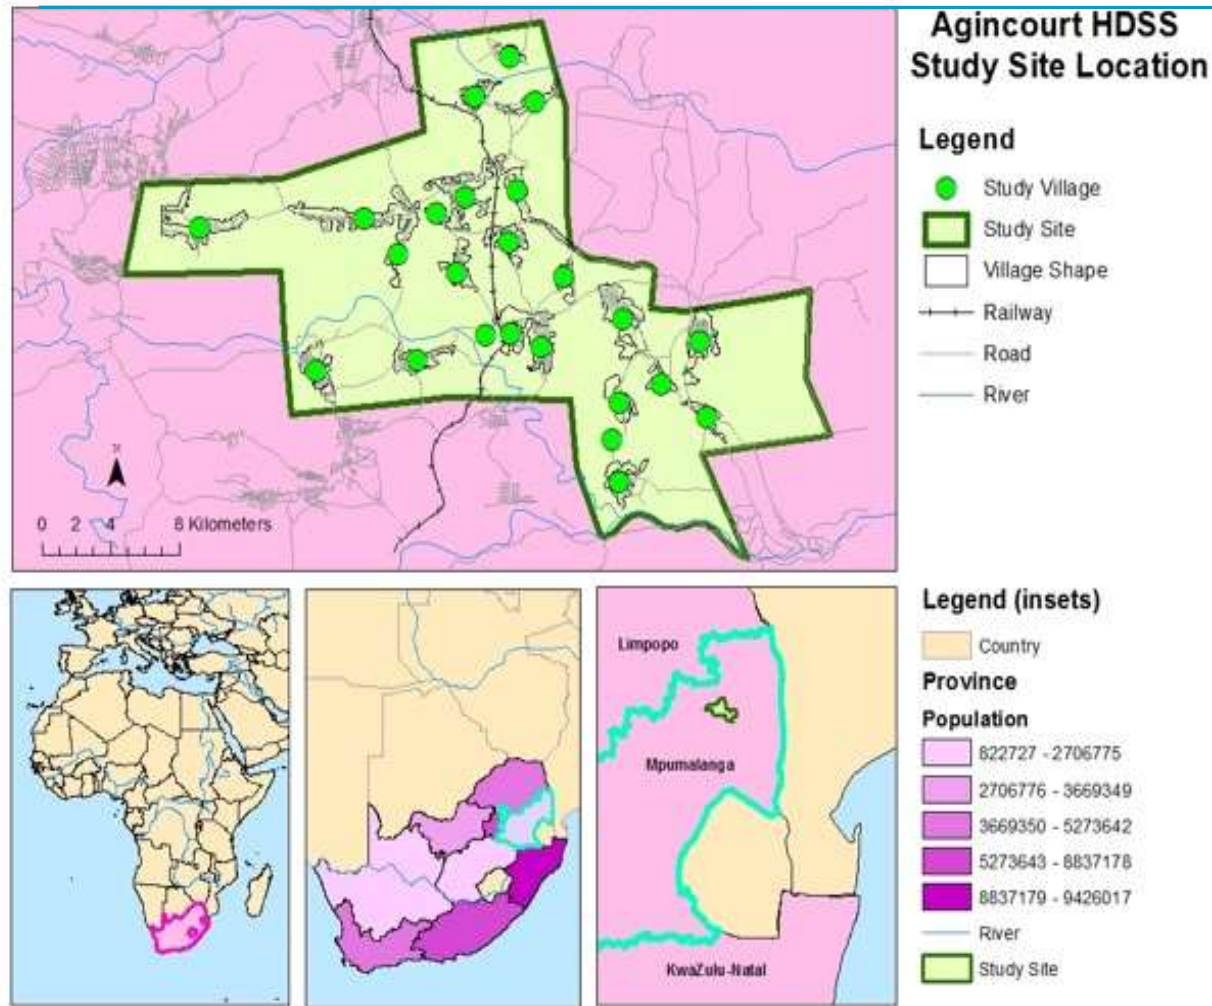 Agincourt HDSS
Study Site Location
Legend
Study Village
Study Site
Village Shape
Railway
Road
River
N
0 2 4 8 Kilometers
Legend (insets)
Country
Province
Population
822727 - 2706775
2706776 - 3669349
3669350 - 5273642
5273643 - 8837178
8837179 - 9426017
River
Study Site
Limpopo
Mpumalanga
KwaZulu-Natal